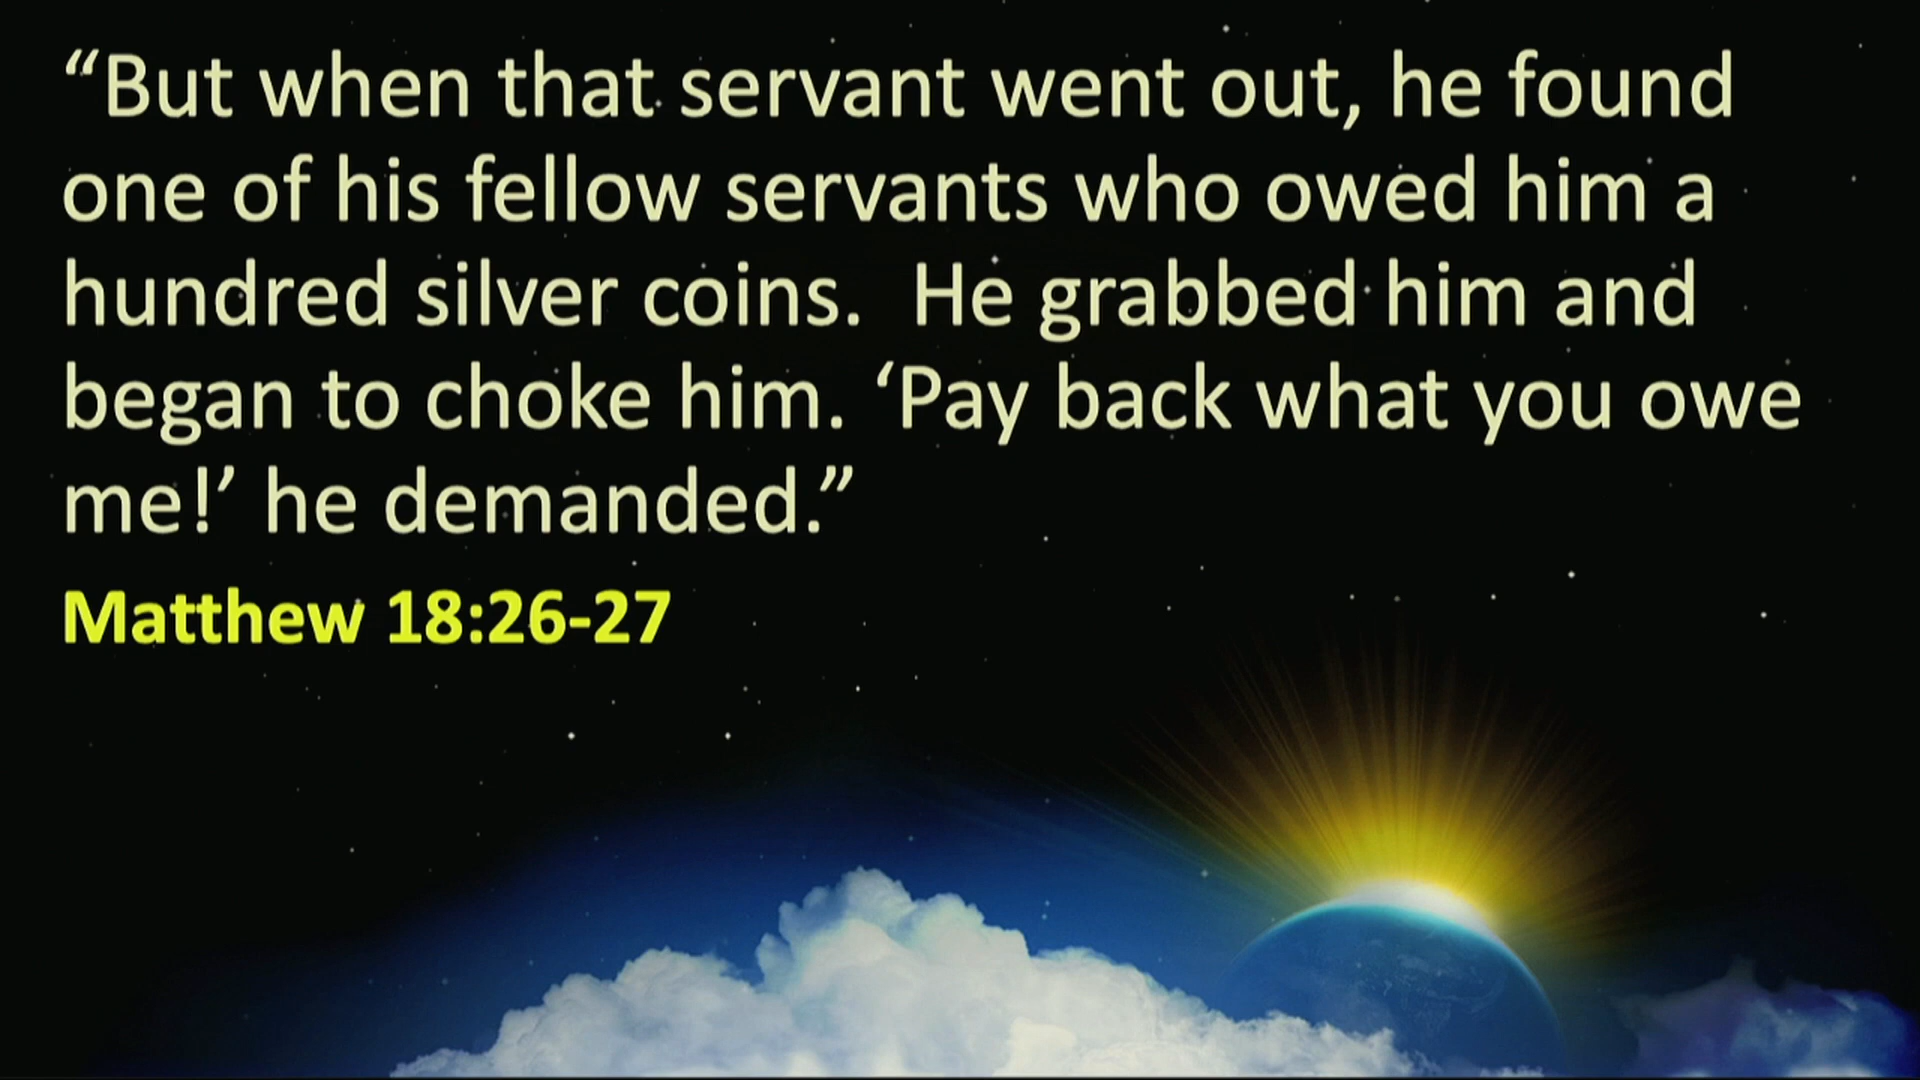 “But when that servant went out, he found
one of his fellow servants who owed him a
hundred silver coins.  He grabbed him and
began to choke him. ‘Pay back what you owe
me!’ he demanded.”
Matthew 18:26-27